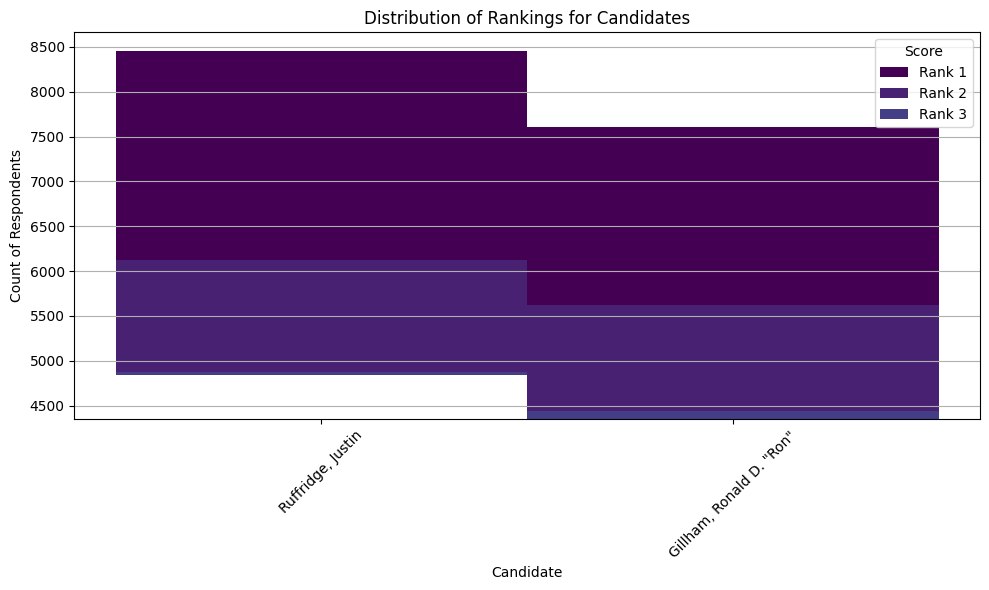 Distribution of Rankings for Candidates
Score
Rank 1
Rank 2
Rank 3
Count of Respondents
8500
8000
7500
7000
6500
6000
5500
5000
4500
Ruffridge, Justin
Gillham, Ronald D. "Ron"
Candidate